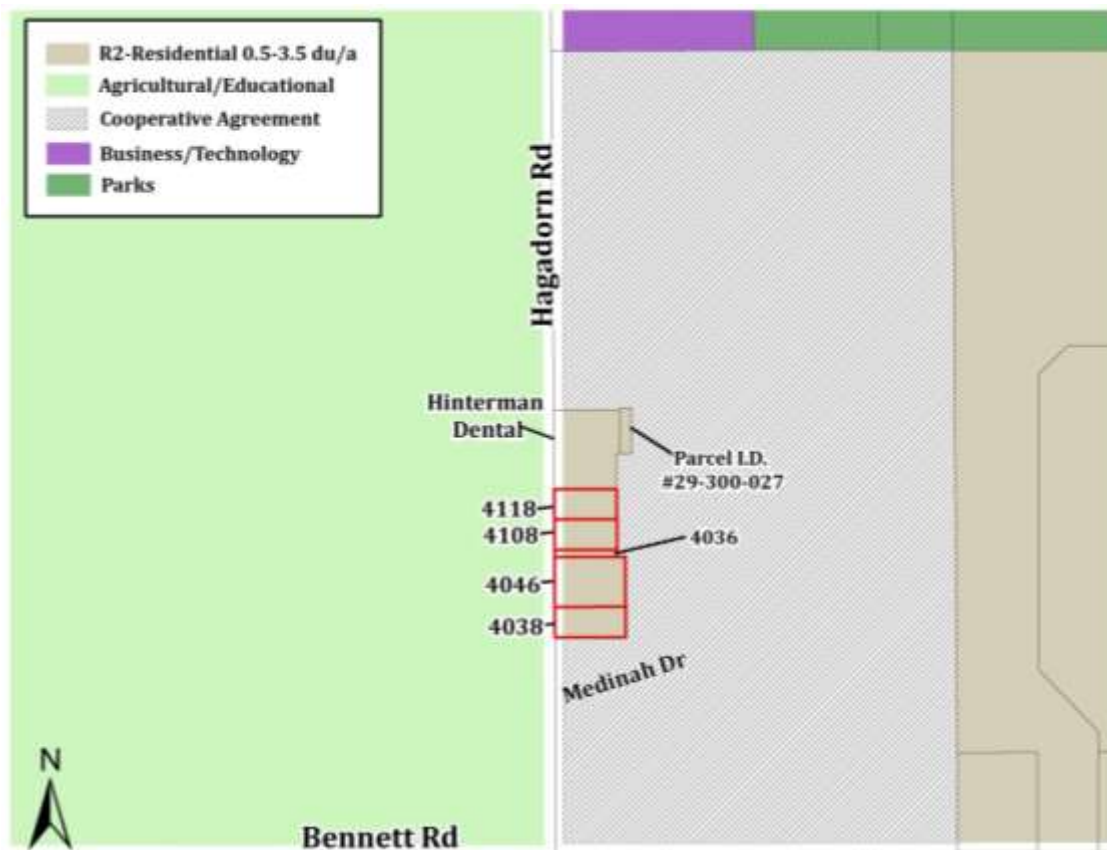 R2-Residential 0.5-3.5 du/a
Agricultural/Educational
Cooperative Agreement
Business/Technology
Parks
Hagadorn Rd
Hinterman
Dental
Parcel I.D.
#29-300-027
4118
4108
4036
4046
4038
Medinah Dr
N
Bennett Rd